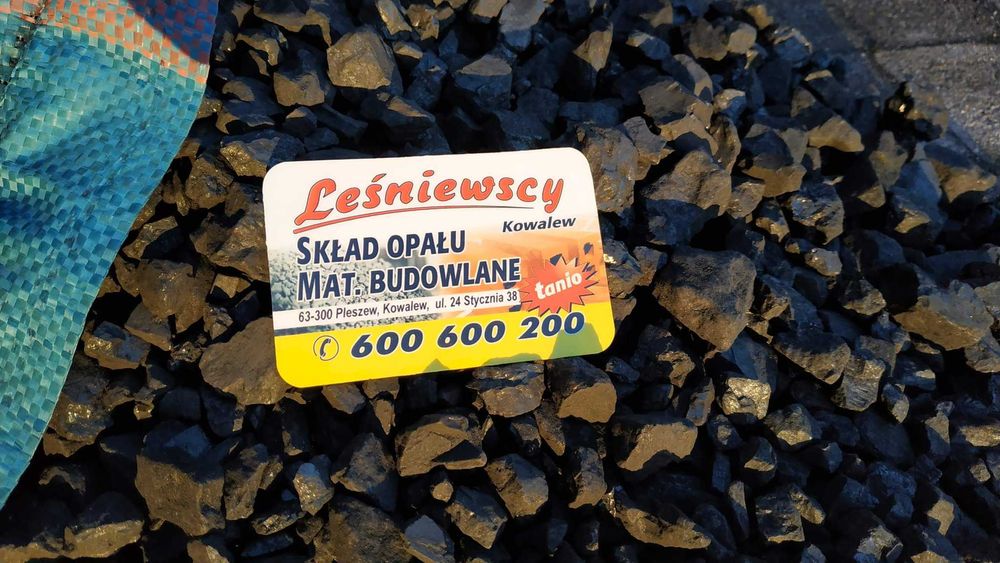 Leśniewscy
Kowalew
SKŁAD OPAŁU
MAT. BUDOWLANE
tanio
63-300 Pleszew, Kowalew, ul. 24 Stycznia 38
600 600 200